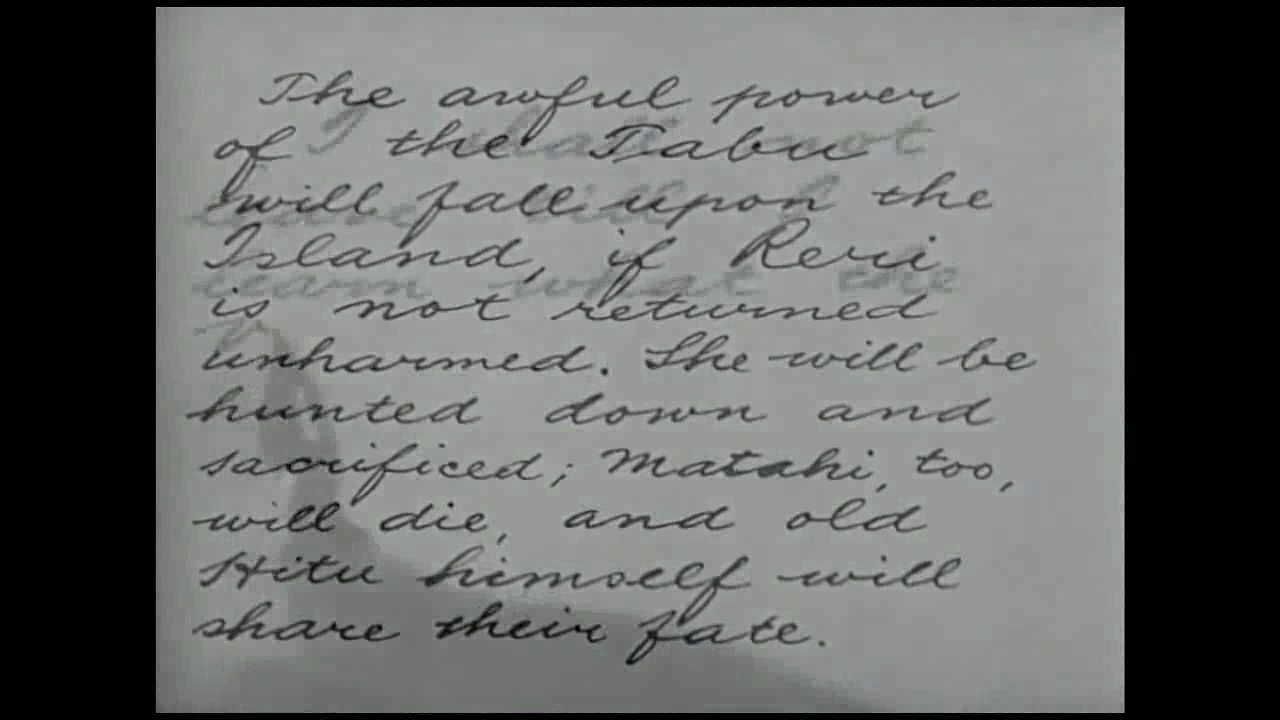 The awful power
of the Tabu
will fall upon the
Island, if Reri
is not returned
unharmed. She will be
hunted down and
sacrificed; Matahi, too,
will die, and old
Hitu himself will
share their fate.